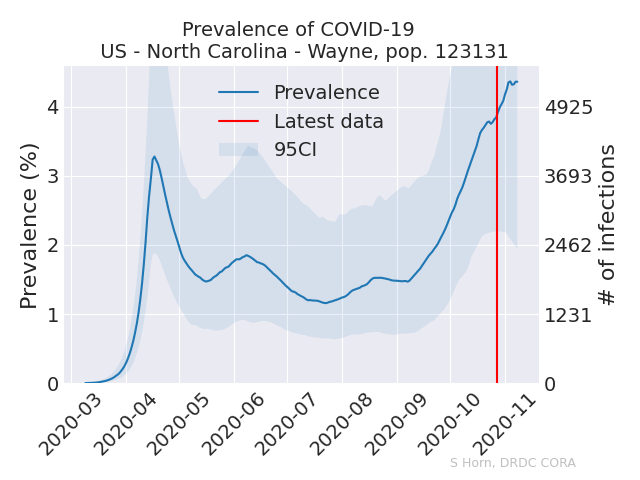 Prevalence of COVID-19
US - North Carolina - Wayne, pop. 123131
Prevalence
Latest data
95CI
Prevalence (%)
4
3
2
1
0
4925
3693
2462
1231
0
# of infections
2020-03
2020-04
2020-05
2020-06
2020-07
2020-08
2020-09
2020-10
2020-11
S Horn, DRDC CORA